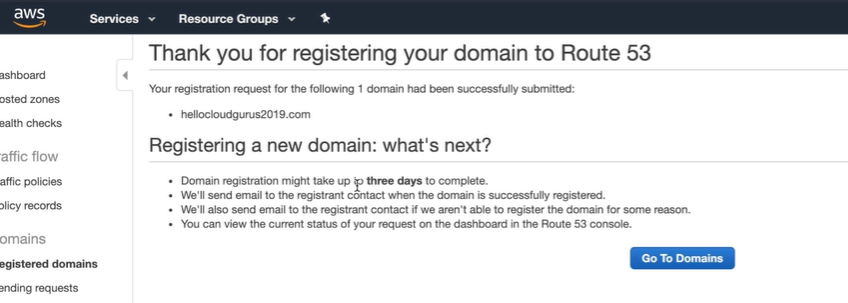 aws Services Resource Groups
Thank you for registering your domain to Route 53
ashboard
Your registration request for the following 1 domain had been successfully submitted:
osted zones
hellocloudgurus2019.com
ealth checks
Registering a new domain: what's next?
affic flow
affic policies
Domain registration might take up to three days to complete.
We'll send email to the registrant contact when the domain is successfully registered.
olicy records
We'll also send email to the registrant contact if we aren't able to register the domain for some reason.
You can view the current status of your request on the dashboard in the Route 53 console.
omains
Go To Domains
egistered domains
ending requests